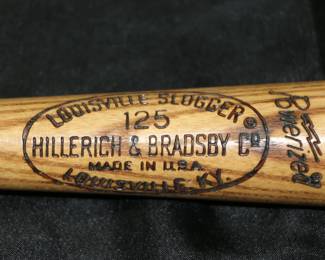 LOUISVILLE SLUGGER
125
HILLERICH & BRADSBY CO
MADE IN U.S.A.
LOUISVILLE, KY.
Powerized